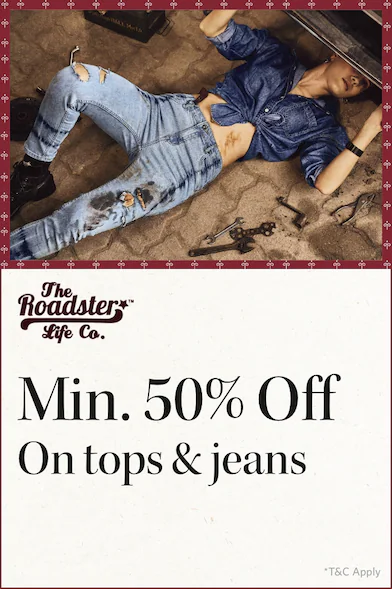 The
Roadster™
Life Co.
Min. 50% Off
On tops & jeans
*T&C Apply